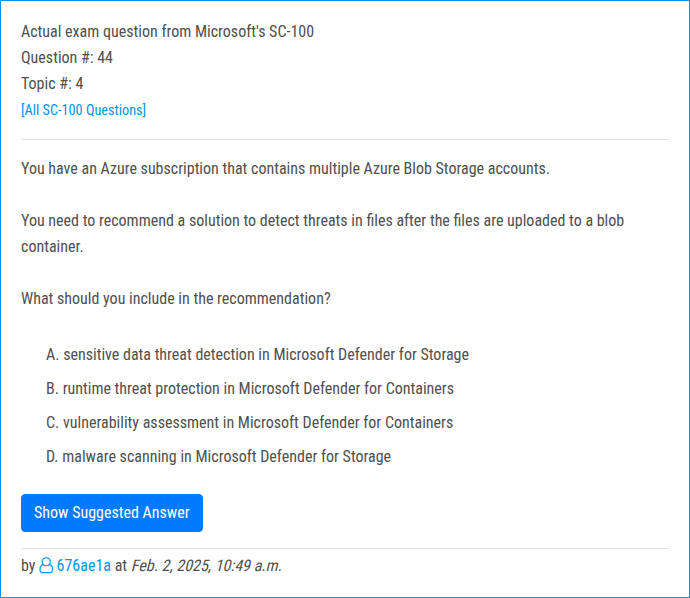 Actual exam question from Microsoft's SC-100
Question #: 44
Topic #: 4
[All SC-100 Questions]
You have an Azure subscription that contains multiple Azure Blob Storage accounts.
You need to recommend a solution to detect threats in files after the files are uploaded to a blob
container.
What should you include in the recommendation?
A. sensitive data threat detection in Microsoft Defender for Storage
B. runtime threat protection in Microsoft Defender for Containers
C. vulnerability assessment in Microsoft Defender for Containers
D. malware scanning in Microsoft Defender for Storage
Show Suggested Answer
by 676ae1a at Feb. 2, 2025, 10:49 a.m.